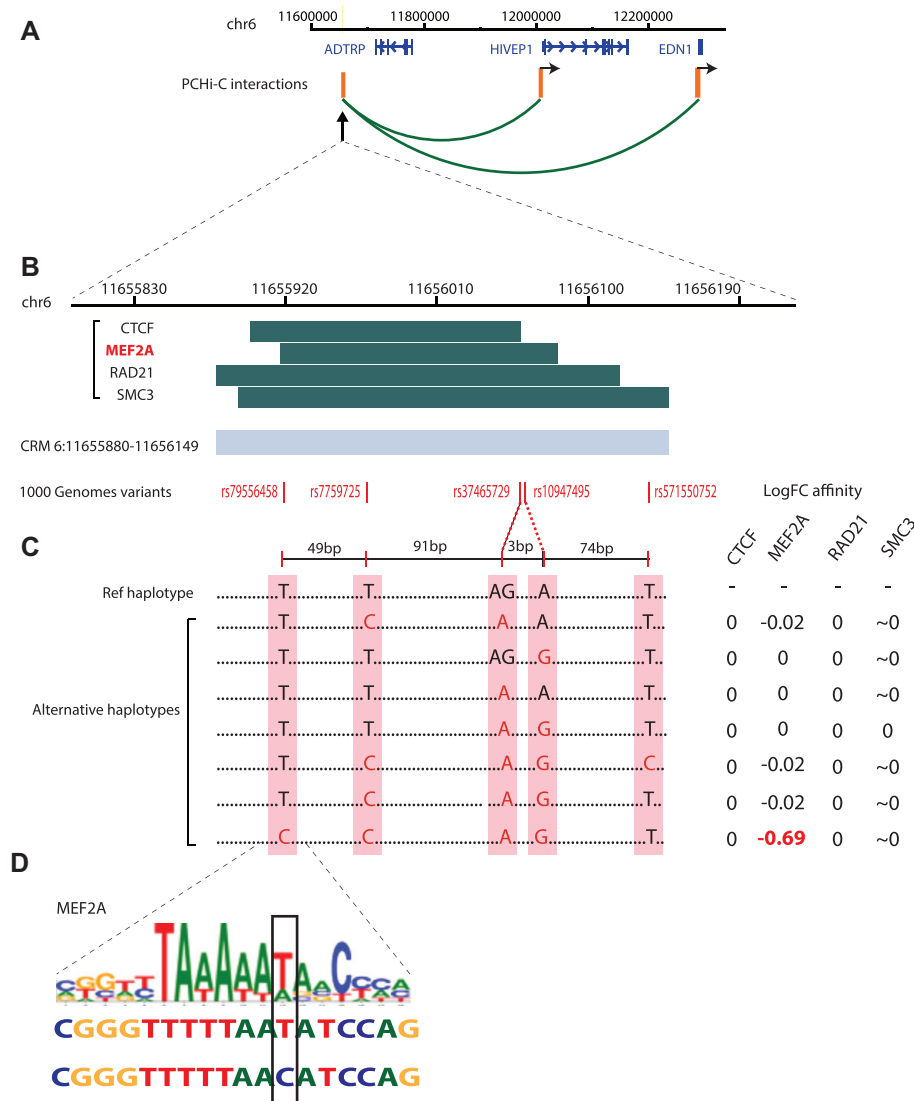 A
chr6 11600000 11800000 12000000 12200000
ADTRP HIVEP1 EDN1
PCHi-C interactions
B
chr6 11655830 11655920 11656010 11656100 11656190
CTCF
MEF2A
RAD21
SMC3
CRM 6:11655880-11656149
1000 Genomes variants rs79556458 rs7759725 rs37465729 rs10947495 rs571550752 LogFC affinity
CTCF MEF2A RAD21 SMC3
C
49bp 91bp 3bp 74bp
Ref haplotype T T AG A T - - - -
T C A A T 0 -0.02 0 ~0
T T AG G T 0 0 0 ~0
T T A A T 0 0 0 ~0
Alternative haplotypes
T T A G T 0 0 0 0
T C A G C 0 -0.02 0 ~0
T C A G T 0 -0.02 0 ~0
C C A G T 0 -0.69 0 ~0
D
MEF2A
CGGGTTTTTAATATCCAG
CGGGTTTTTAACATCCAG